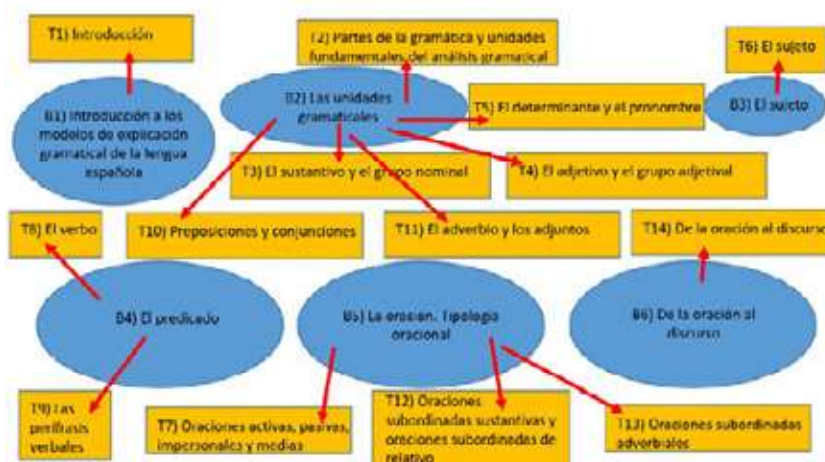 T1) Introducción
T2) Partes de la gramática y unidades
fundamentales del análisis gramatical
T6) El sujeto
B1) Introducción a los
modelos de explicación
gramatical de la lengua
española
B2) Las unidades
gramaticales
T5) El determinante y el pronombre
B3) El sujeto
T3) El sustantivo y el grupo nominal
T4) El adjetivo y el grupo adjetival
T8) El verbo
T10) Preposiciones y conjunciones
T11) El adverbio y los adjuntos
T14) De la oración al discurso
B4) El predicado
B5) La oración. Tipología
oracional
B6) De la oración al
discurso
T9) Las
perífrasis
verbales
T7) Oraciones activas, pasivas,
impersonales y medias
T12) Oraciones
subordinadas sustantivas y
oraciones subordinadas de
relativo
T13) Oraciones subordinadas
adverbiales